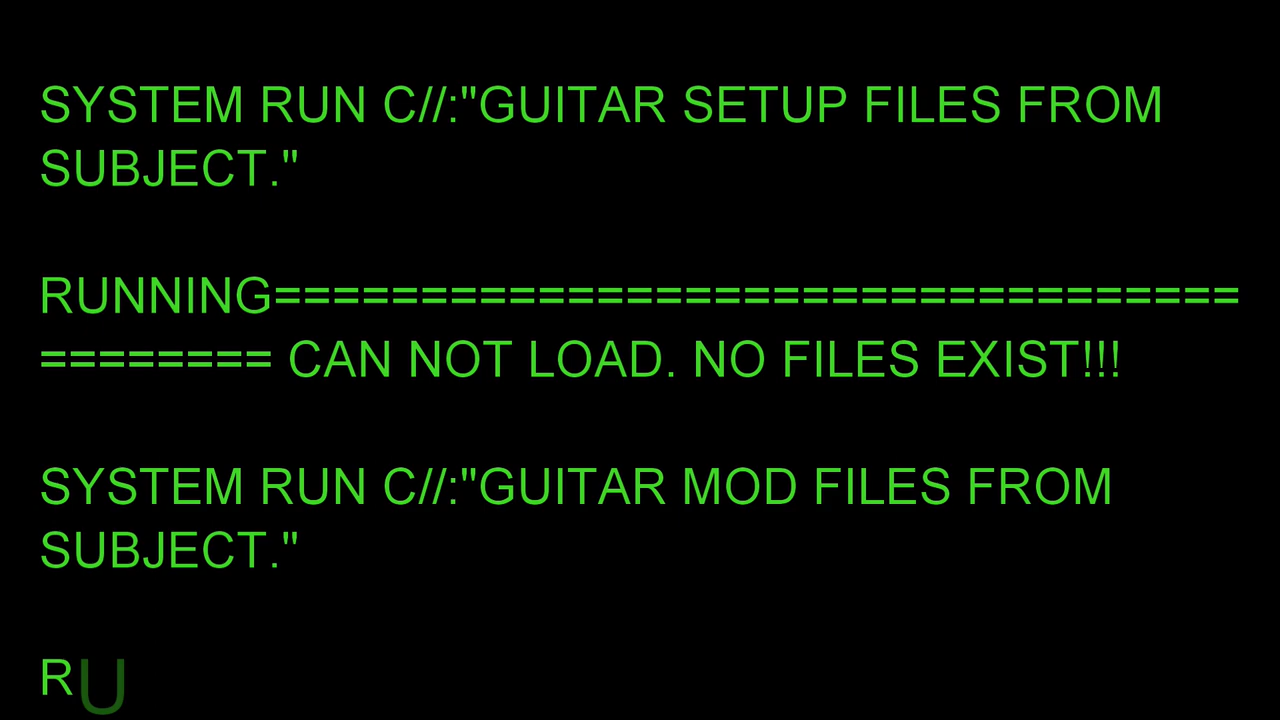 SYSTEM RUN C//:"GUITAR SETUP FILES FROM
SUBJECT."
RUNNING=================================
======== CAN NOT LOAD. NO FILES EXIST!!!
SYSTEM RUN C//:"GUITAR MOD FILES FROM
SUBJECT."
RU